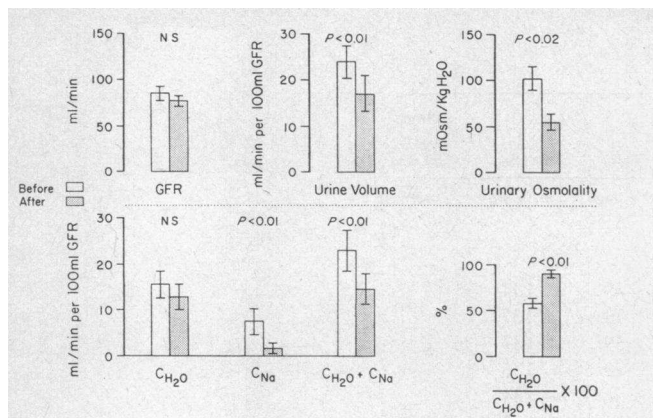 150
100
50
0
ml/min
NS
GFR
30
20
10
0
ml/min per 100ml GFR
P<0.01
Urine Volume
150
100
50
0
mOsm/KgH2O
P<0.02
Urinary Osmolality
Before
After
30
20
10
0
ml/min per 100ml GFR
NS
P<0.01
P<0.01
CH2O
CNa
CH2O + CNa
100
50
0
%
P<0.01
CH2O
CH2O + CNa
X 100